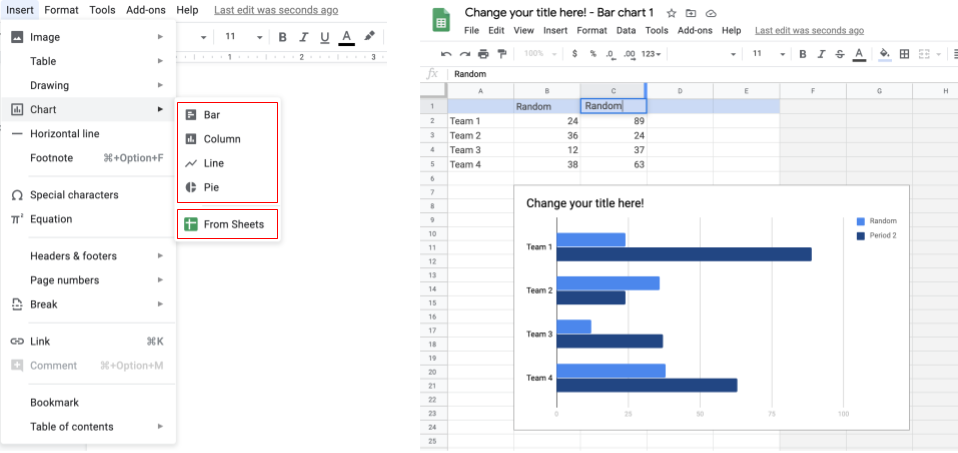 Insert Format Tools Add-ons Help Last edit was seconds ago
11 B I U A
1 2 3
Image
Table
Drawing
Chart
Horizontal line
Footnote ⌘+Option+F
Special characters
Equation
Headers & footers
Page numbers
Break
Link ⌘K
Comment ⌘+Option+M
Bookmark
Table of contents
Bar
Column
Line
Pie
From Sheets
Change your title here! - Bar chart 1
File Edit View Insert Format Data Tools Add-ons Help Last edit was seconds ago
100% $ % .0 .00 123 11 B I S A
fx Random
A B C D E F G H
1 Random Random
2 Team 1 24 89
3 Team 2 36 24
4 Team 3 12 37
5 Team 4 38 63
6
7
8
9
10
11
12
13
14
15
16
17
18
19
20
21
22
23
24
25
Change your title here!
Random
Period 2
Team 1
Team 2
Team 3
Team 4
0 25 50 75 100